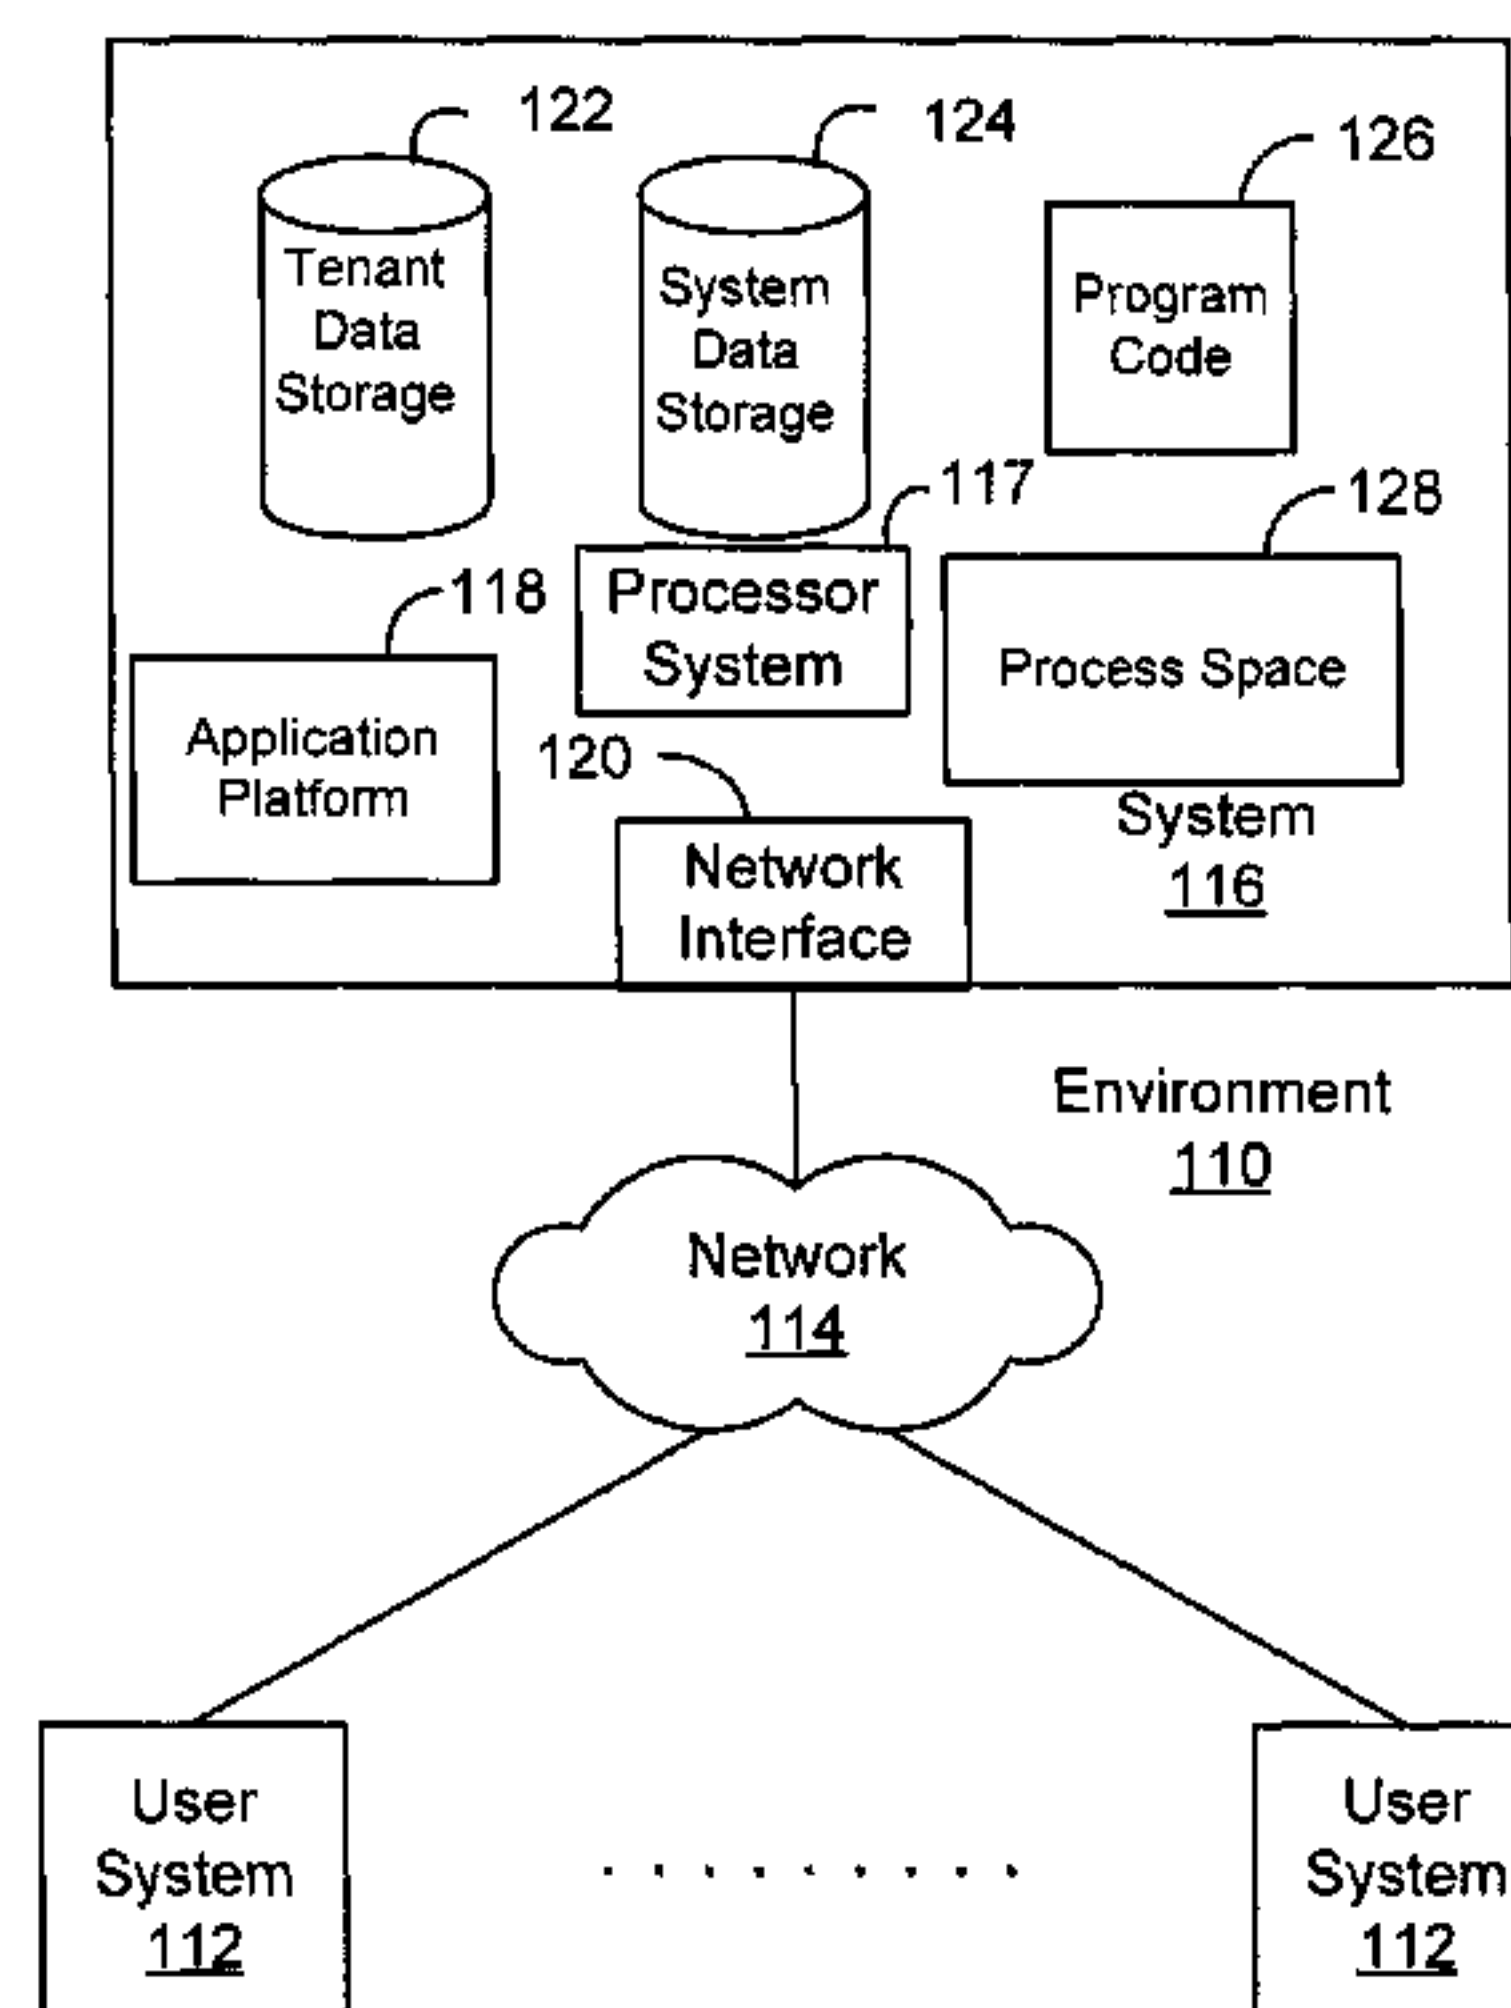 122
124
126
Tenant
Data
Storage
System
Data
Storage
Program
Code
117
128
118
Processor
System
Process Space
Application
Platform
120
System
116
Network
Interface
Environment
110
Network
114
User
System
112
. . . . . . . . .
User
System
112